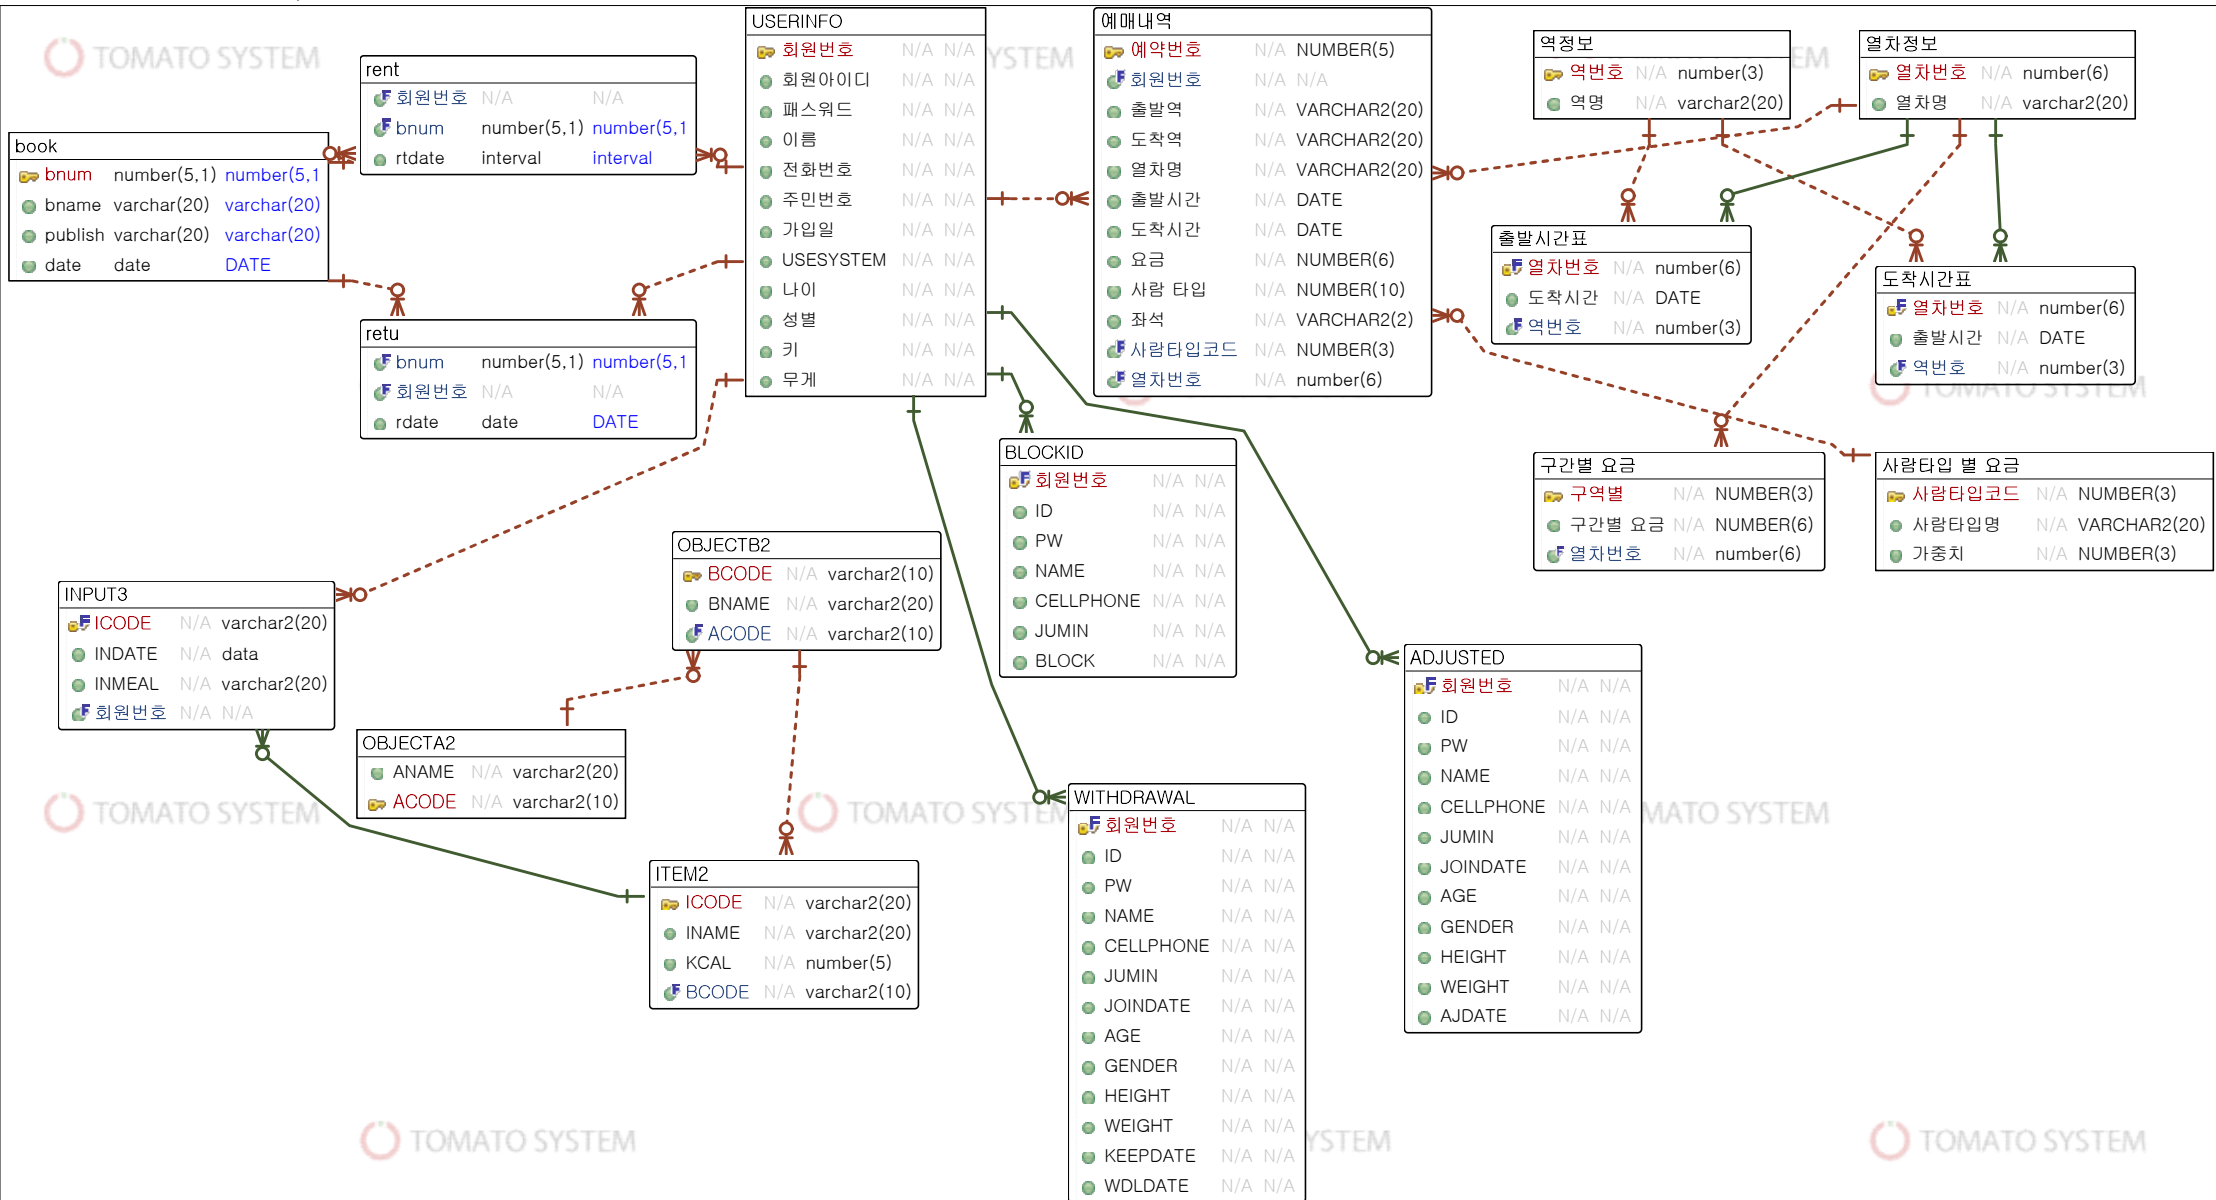 book
bnum number(5,1) number(5,1
bname varchar(20) varchar(20)
publish varchar(20) varchar(20)
date date DATE
rent
회원번호 N/A N/A
bnum number(5,1) number(5,1
rtdate interval interval
retu
bnum number(5,1) number(5,1
회원번호 N/A N/A
rdate date DATE
USERINFO
회원번호 N/A N/A
회원아이디 N/A N/A
패스워드 N/A N/A
이름 N/A N/A
전화번호 N/A N/A
주민번호 N/A N/A
가입일 N/A N/A
USESYSTEM N/A N/A
나이 N/A N/A
성별 N/A N/A
키 N/A N/A
무게 N/A N/A
예매내역
예약번호 N/A NUMBER(5)
회원번호 N/A N/A
출발역 N/A VARCHAR2(20)
도착역 N/A VARCHAR2(20)
열차명 N/A VARCHAR2(20)
출발시간 N/A DATE
도착시간 N/A DATE
요금 N/A NUMBER(6)
사람 타입 N/A NUMBER(10)
좌석 N/A VARCHAR2(2)
사람타입코드 N/A NUMBER(3)
열차번호 N/A number(6)
역정보
역번호 N/A number(3)
역명 N/A varchar2(20)
열차정보
열차번호 N/A number(6)
열차명 N/A varchar2(20)
출발시간표
열차번호 N/A number(6)
도착시간 N/A DATE
역번호 N/A number(3)
도착시간표
열차번호 N/A number(6)
출발시간 N/A DATE
역번호 N/A number(3)
구간별 요금
구역별 N/A NUMBER(3)
구간별 요금 N/A NUMBER(6)
열차번호 N/A number(6)
사람타입 별 요금
사람타입코드 N/A NUMBER(3)
사람타입명 N/A VARCHAR2(20)
가중치 N/A NUMBER(3)
BLOCKID
회원번호 N/A N/A
ID N/A N/A
PW N/A N/A
NAME N/A N/A
CELLPHONE N/A N/A
JUMIN N/A N/A
BLOCK N/A N/A
OBJECTB2
BCODE N/A varchar2(10)
BNAME N/A varchar2(20)
ACODE N/A varchar2(10)
INPUT3
ICODE N/A varchar2(20)
INDATE N/A data
INMEAL N/A varchar2(20)
회원번호 N/A N/A
OBJECTA2
ANAME N/A varchar2(20)
ACODE N/A varchar2(10)
ITEM2
ICODE N/A varchar2(20)
INAME N/A varchar2(20)
KCAL N/A number(5)
BCODE N/A varchar2(10)
WITHDRAWAL
회원번호 N/A N/A
ID N/A N/A
PW N/A N/A
NAME N/A N/A
CELLPHONE N/A N/A
JUMIN N/A N/A
JOINDATE N/A N/A
AGE N/A N/A
GENDER N/A N/A
HEIGHT N/A N/A
WEIGHT N/A N/A
KEEPDATE N/A N/A
WDLDATE N/A N/A
ADJUSTED
회원번호 N/A N/A
ID N/A N/A
PW N/A N/A
NAME N/A N/A
CELLPHONE N/A N/A
JUMIN N/A N/A
JOINDATE N/A N/A
AGE N/A N/A
GENDER N/A N/A
HEIGHT N/A N/A
WEIGHT N/A N/A
AJDATE N/A N/A
TOMATO SYSTEM
YSTEM
EM
TOMATO SYSTEM
TOMATO SYSTEM
TOMATO SYSTEM
MATO SYSTEM
TOMATO SYSTEM
YSTEM
TOMATO SYSTEM